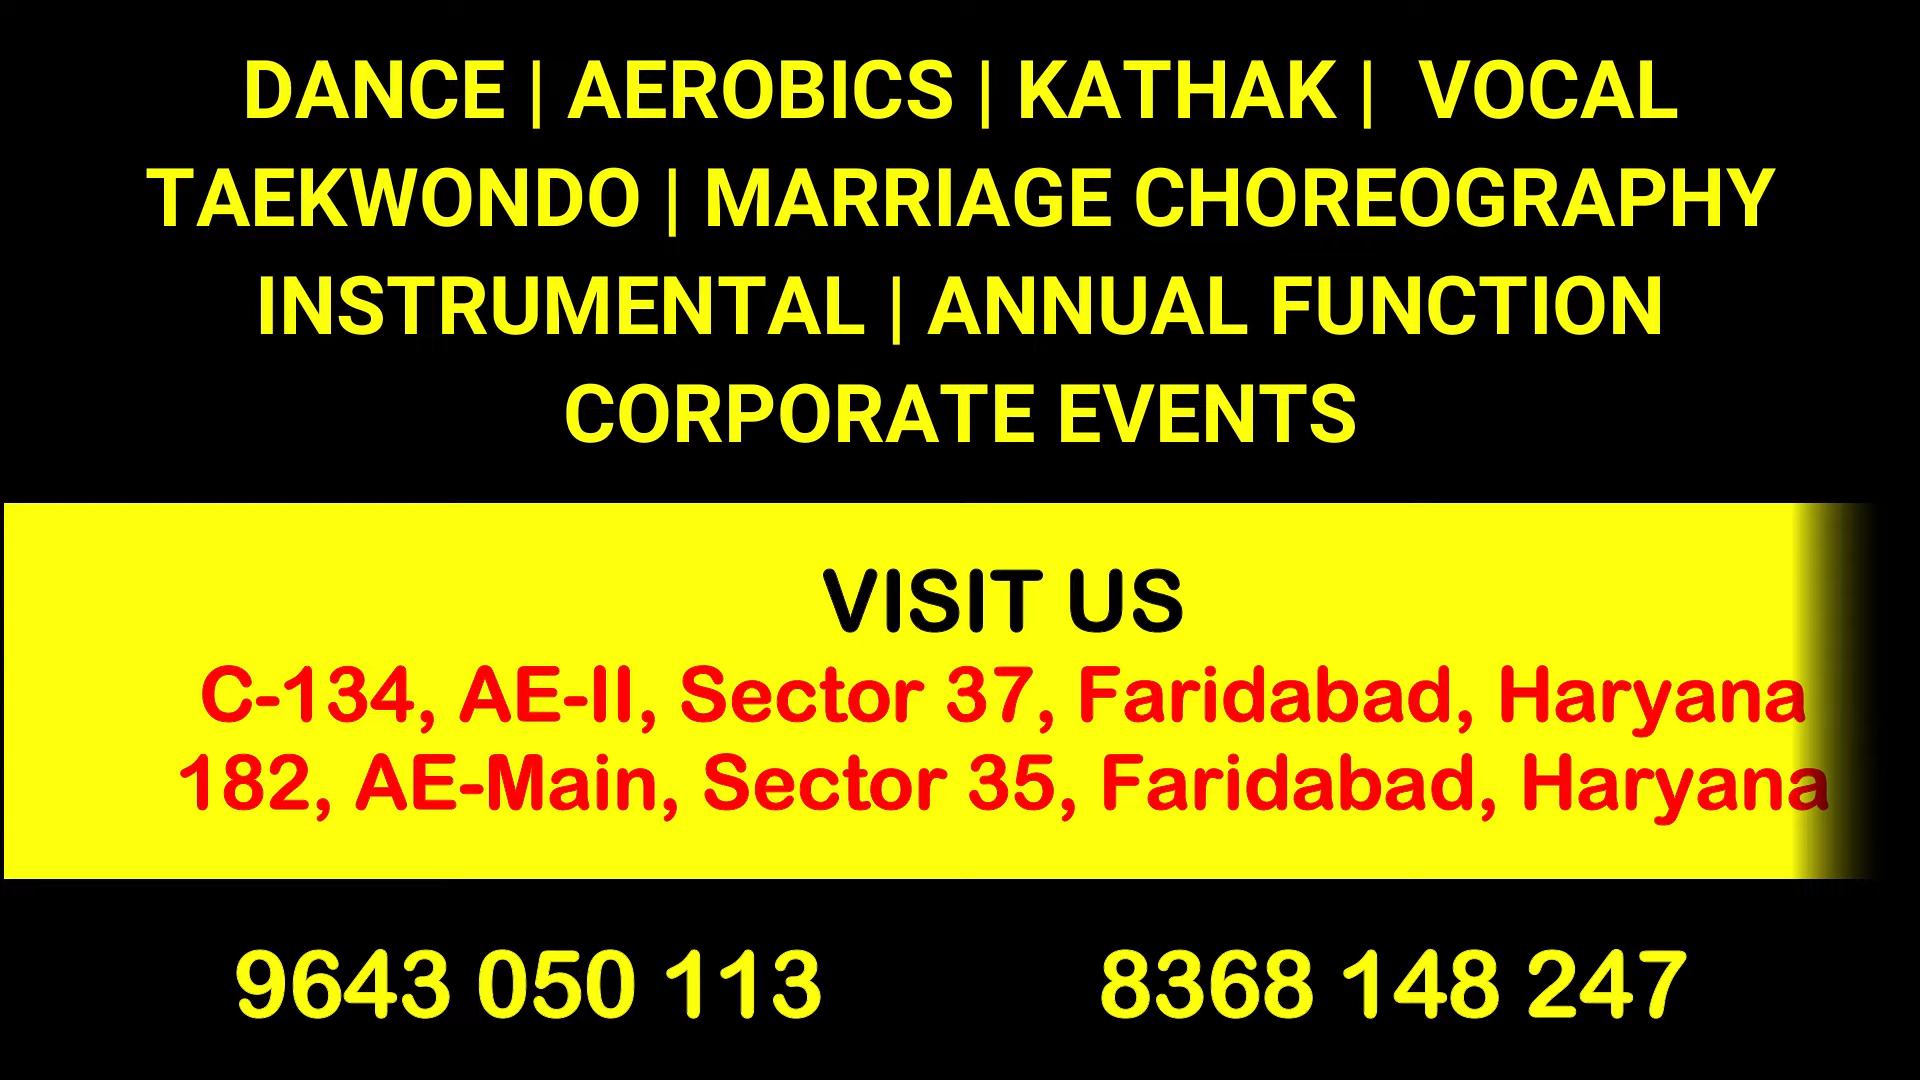 DANCE | AEROBICS | KATHAK | VOCAL
TAEKWONDO | MARRIAGE CHOREOGRAPHY
INSTRUMENTAL | ANNUAL FUNCTION
CORPORATE EVENTS
VISIT US
C-134, AE-II, Sector 37, Faridabad, Haryana
182, AE-Main, Sector 35, Faridabad, Haryana
9643 050 113 8368 148 247